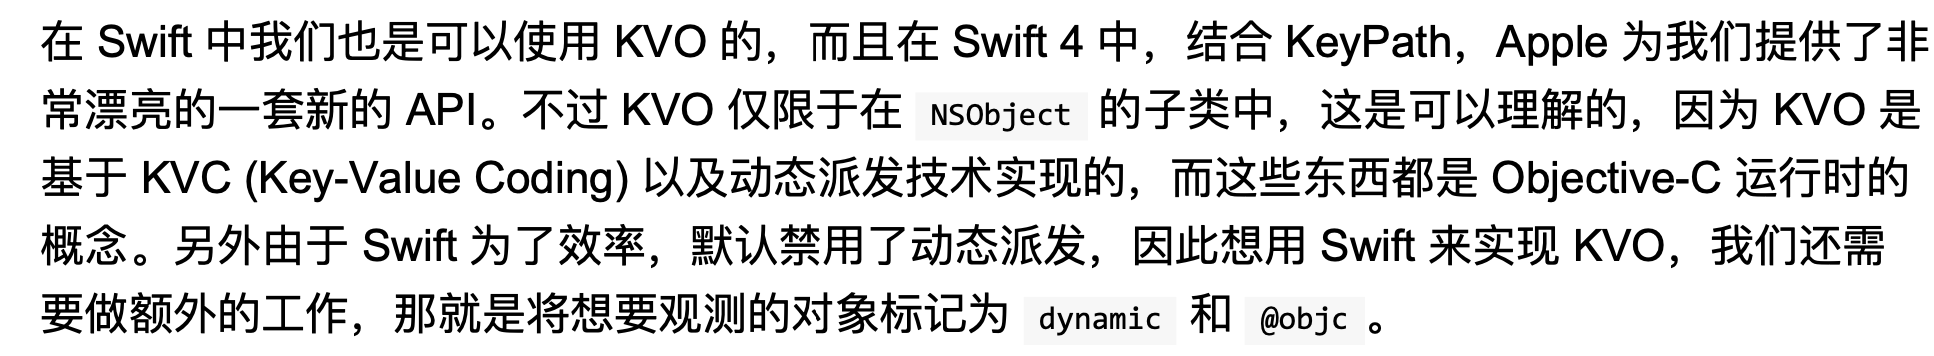 在 Swift 中我们也是可以使用 KVO 的，而且在 Swift 4 中，结合 KeyPath，Apple 为我们提供了非
常漂亮的一套新的 API。不过 KVO 仅限于在 NSObject 的子类中，这是可以理解的，因为 KVO 是
基于 KVC (Key-Value Coding) 以及动态派发技术实现的，而这些东西都是 Objective-C 运行时的
概念。另外由于 Swift 为了效率，默认禁用了动态派发，因此想用 Swift 来实现 KVO，我们还需
要做额外的工作，那就是将想要观测的对象标记为 dynamic 和 @objc 。